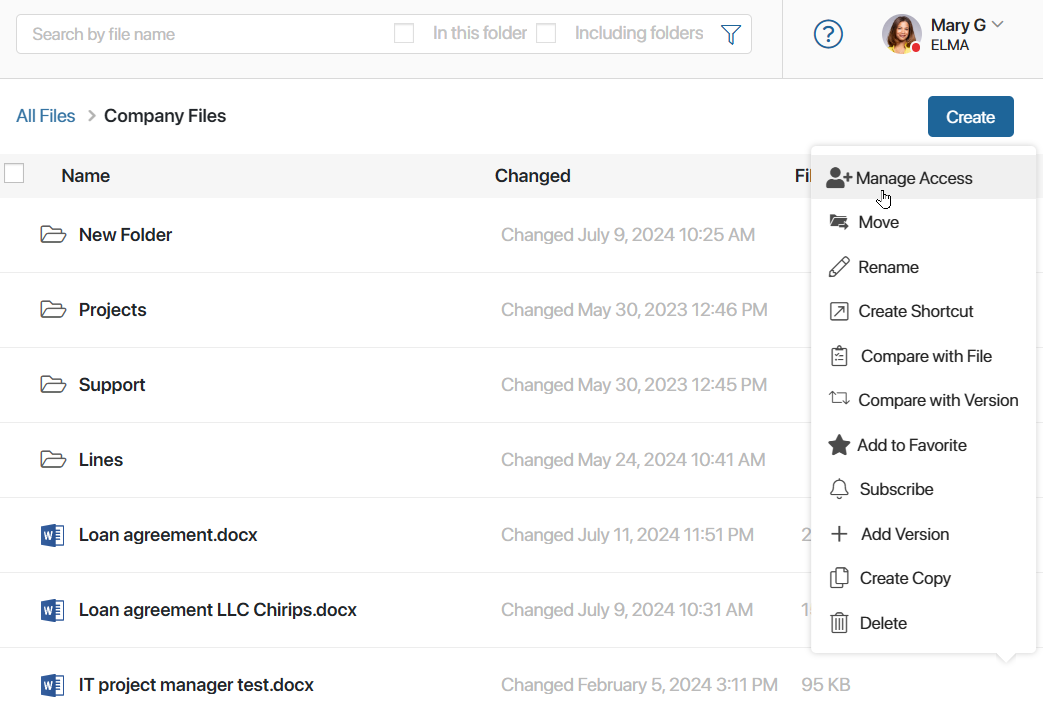 Search by file name
In this folder
Including folders
?
Mary G
ELMA
All Files > Company Files
Create
Name Changed
New Folder Changed July 9, 2024 10:25 AM
Projects Changed May 30, 2023 12:46 PM
Support Changed May 30, 2023 12:45 PM
Lines Changed May 24, 2024 10:41 AM
Loan agreement.docx Changed July 11, 2024 11:51 PM
Loan agreement LLC Chirips.docx Changed July 9, 2024 10:31 AM
IT project manager test.docx Changed February 5, 2024 3:11 PM 95 KB
Manage Access
Move
Rename
Create Shortcut
Compare with File
Compare with Version
Add to Favorite
Subscribe
Add Version
Create Copy
Delete